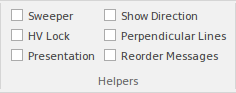 Sweeper
Show Direction
HV Lock
Perpendicular Lines
Presentation
Reorder Messages
Helpers